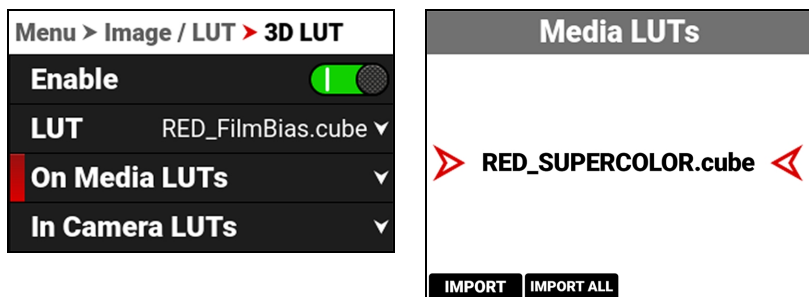 Menu > Image / LUT > 3D LUT
Enable
LUT RED_FilmBias.cube
On Media LUTs
In Camera LUTs
Media LUTs
RED_SUPERCOLOR.cube
IMPORT IMPORT ALL